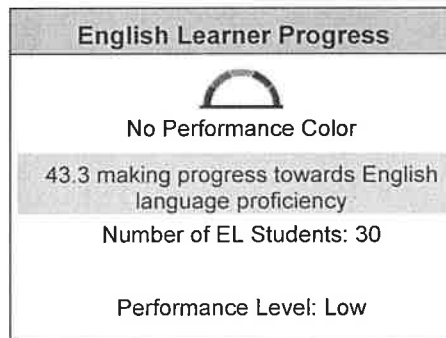 English Learner Progress
No Performance Color
43.3 making progress towards English
language proficiency
Number of EL Students: 30
Performance Level: Low